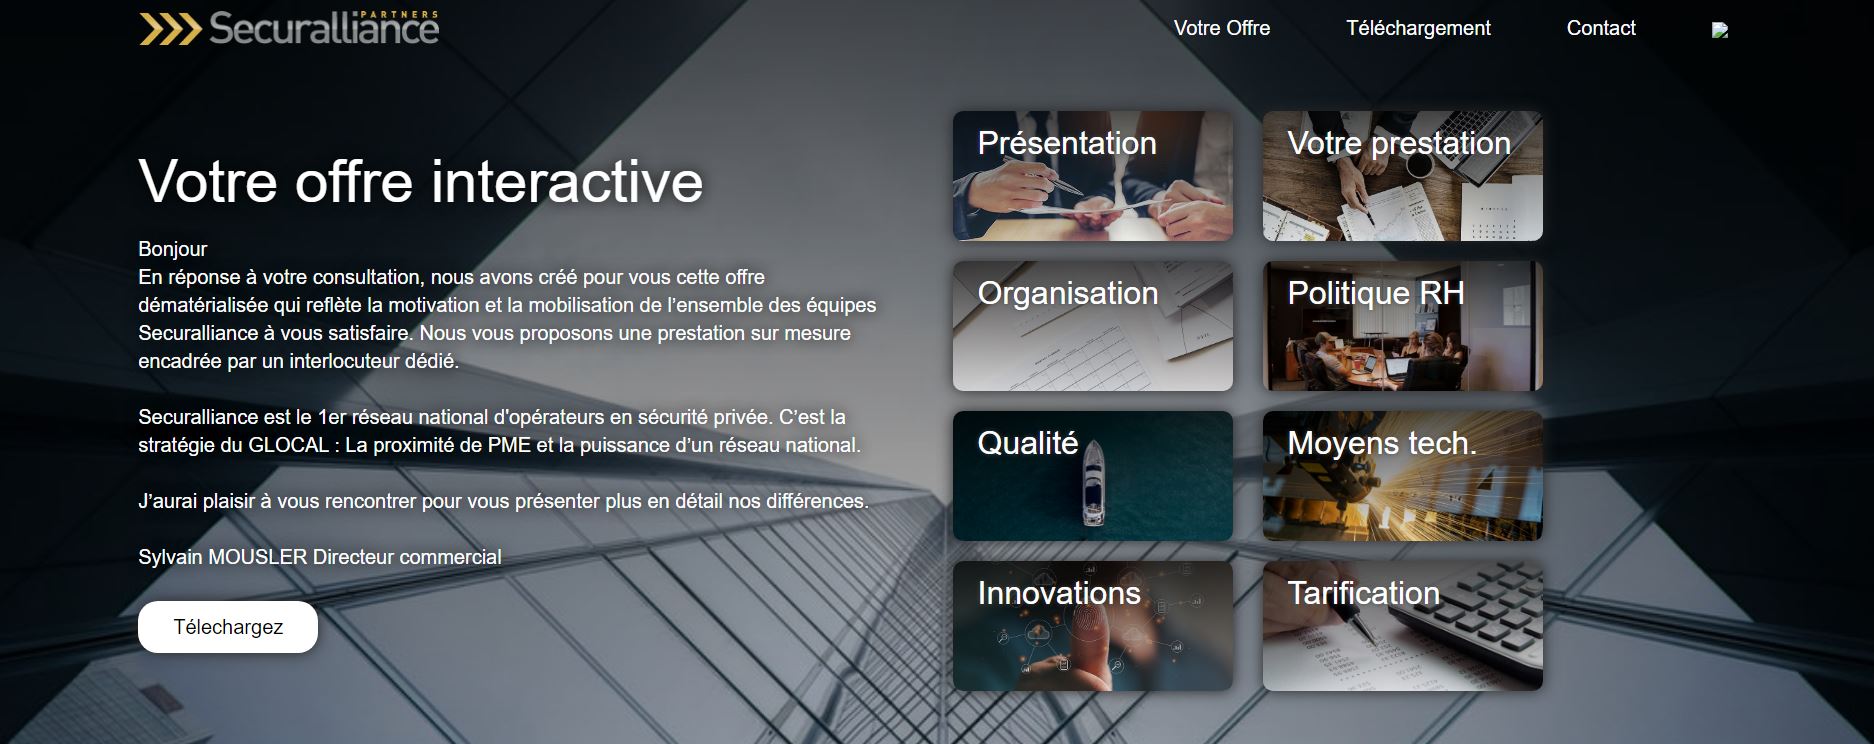 PARTNERS
Securalliance
Votre Offre
Téléchargement
Contact
Votre offre interactive
Bonjour
En réponse à votre consultation, nous avons créé pour vous cette offre
dématérialisée qui reflète la motivation et la mobilisation de l’ensemble des équipes
Securalliance à vous satisfaire. Nous vous proposons une prestation sur mesure
encadrée par un interlocuteur dédié.
Securalliance est le 1er réseau national d'opérateurs en sécurité privée. C’est la
stratégie du GLOCAL : La proximité de PME et la puissance d’un réseau national.
J’aurai plaisir à vous rencontrer pour vous présenter plus en détail nos différences.
Sylvain MOUSLER Directeur commercial
Télechargez
Présentation
Votre prestation
Organisation
Politique RH
Qualité
Moyens tech.
Innovations
Tarification